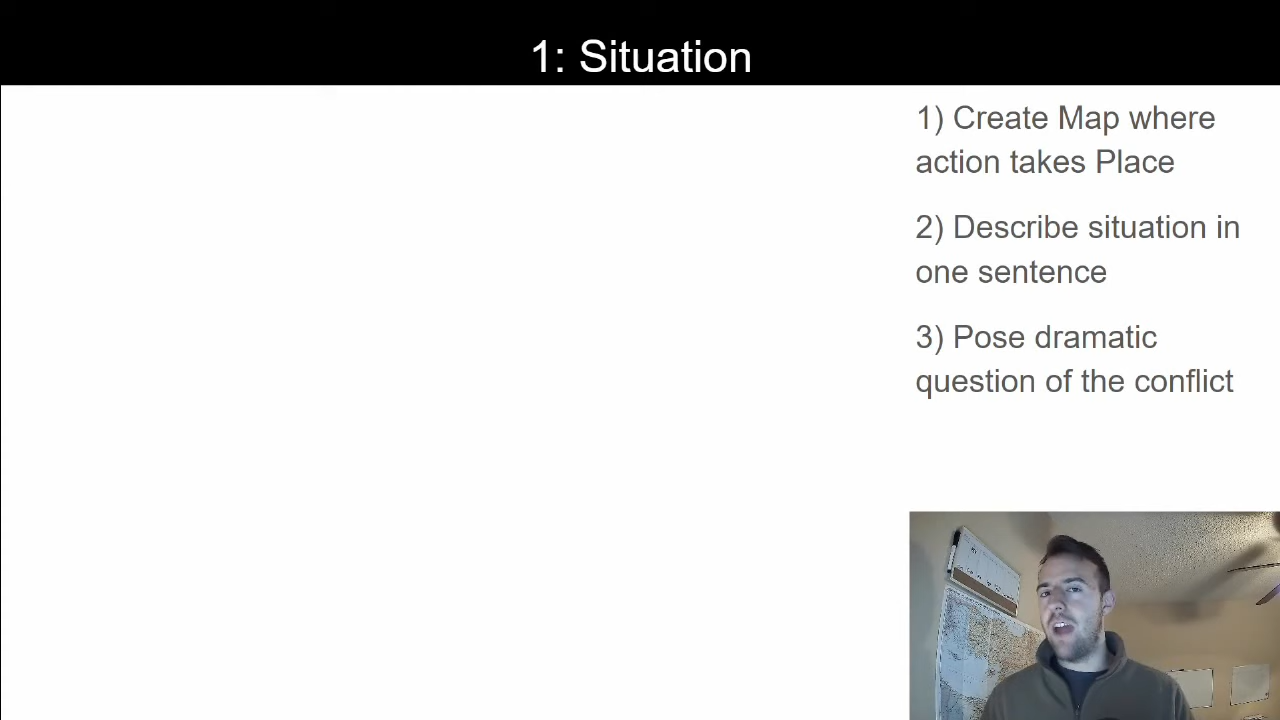 1: Situation
1) Create Map where
action takes Place
2) Describe situation in
one sentence
3) Pose dramatic
question of the conflict